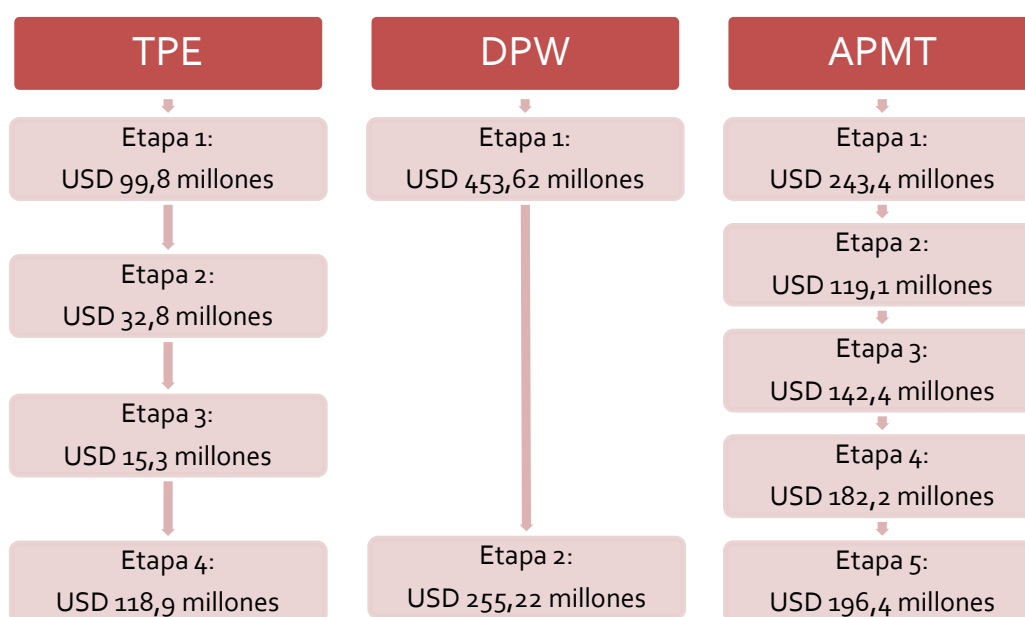 TPE
Etapa 1:
USD 99,8 millones
Etapa 2:
USD 32,8 millones
Etapa 3:
USD 15,3 millones
Etapa 4:
USD 118,9 millones
DPW
Etapa 1:
USD 453,62 millones
Etapa 2:
USD 255,22 millones
APMT
Etapa 1:
USD 243,4 millones
Etapa 2:
USD 119,1 millones
Etapa 3:
USD 142,4 millones
Etapa 4:
USD 182,2 millones
Etapa 5:
USD 196,4 millones